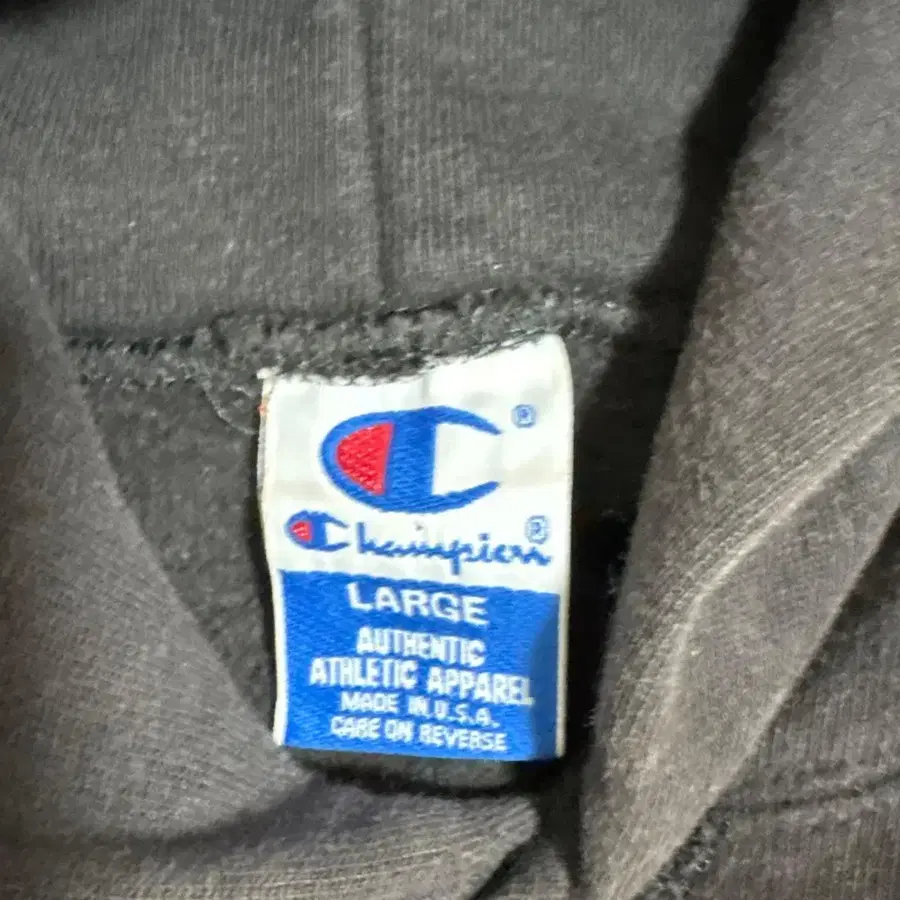 C®
Champion®
LARGE
AUTHENTIC
ATHLETIC APPAREL
MADE IN U.S.A.
CARE ON REVERSE